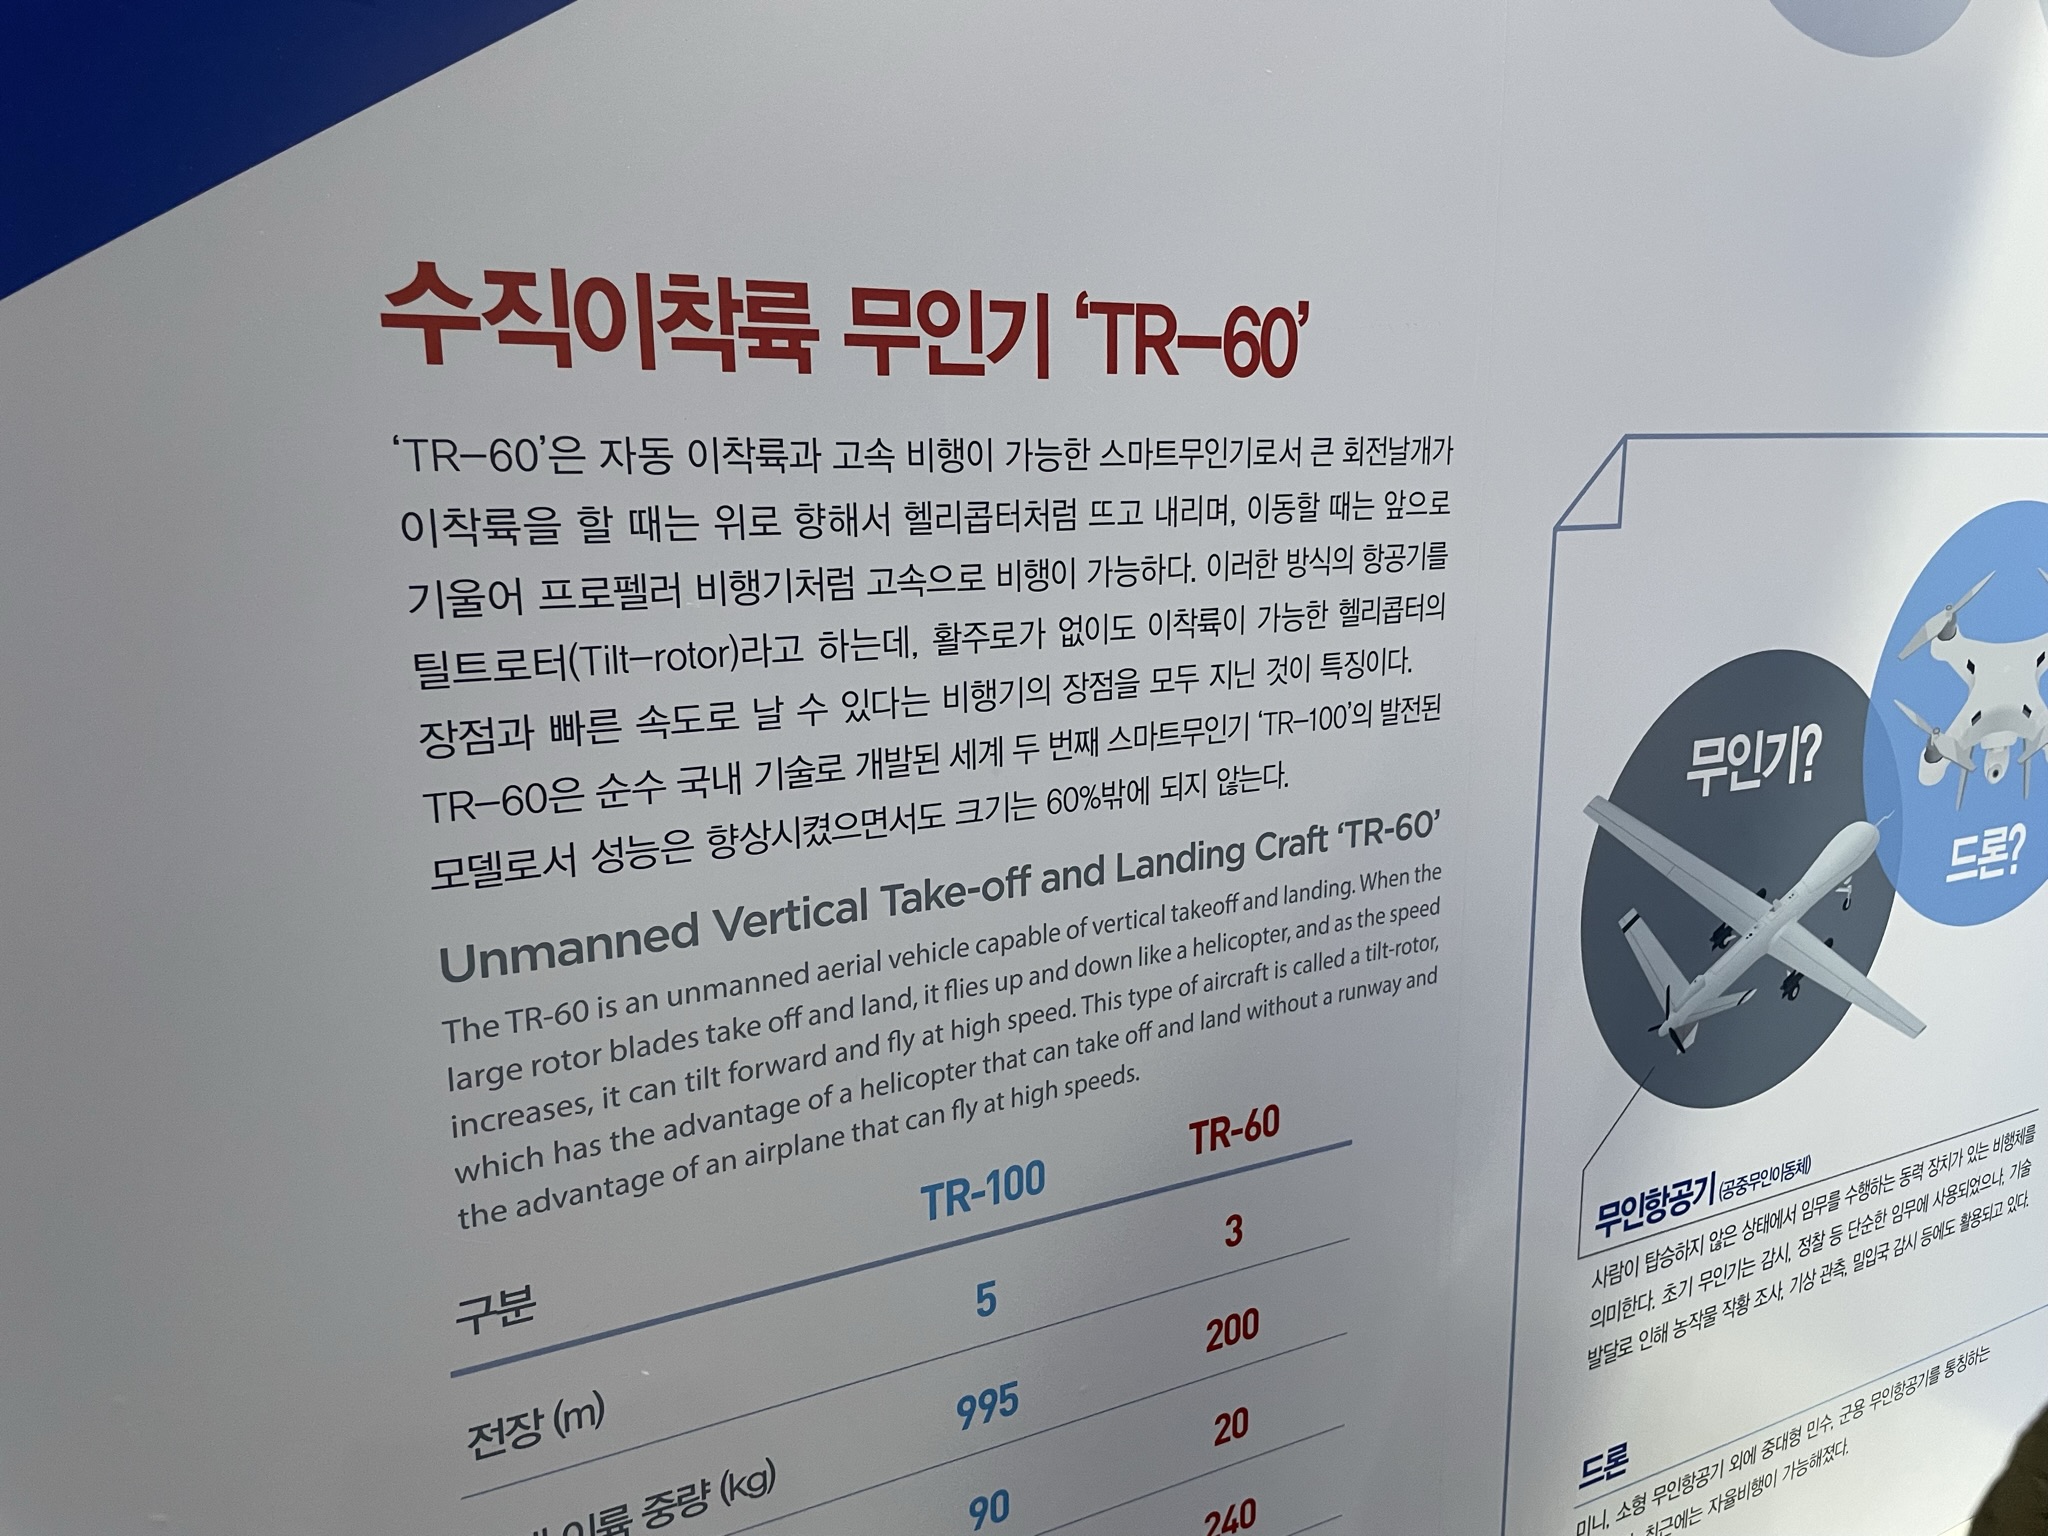 수직이착륙 무인기 ‘TR-60’
‘TR-60’은 자동 이착륙과 고속 비행이 가능한 스마트무인기로서 큰 회전날개가
이착륙을 할 때는 위로 향해서 헬리콥터처럼 뜨고 내리며, 이동할 때는 앞으로
기울어 프로펠러 비행기처럼 고속으로 비행이 가능하다. 이러한 방식의 항공기를
틸트로터(Tilt-rotor)라고 하는데, 활주로가 없이도 이착륙이 가능한 헬리콥터의
장점과 빠른 속도로 날 수 있다는 비행기의 장점을 모두 지닌 것이 특징이다.
TR-60은 순수 국내 기술로 개발된 세계 두 번째 스마트무인기 ‘TR-100’의 발전된
모델로서 성능은 향상시켰으면서도 크기는 60%밖에 되지 않는다.
Unmanned Vertical Take-off and Landing Craft ‘TR-60’
The TR-60 is an unmanned aerial vehicle capable of vertical takeoff and landing. When the
large rotor blades take off and land, it flies up and down like a helicopter, and as the speed
increases, it can tilt forward and fly at high speed. This type of aircraft is called a tilt-rotor,
which has the advantage of a helicopter that can take off and land without a runway and
the advantage of an airplane that can fly at high speeds.
구분 TR-100 TR-60
전장 (m) 5 3
이륙 중량 (kg) 995 200
90 20
240
무인기?
드론?
무인항공기 (공중무인이동체)
사람이 탑승하지 않은 상태에서 임무를 수행하는 동력 장치가 있는 비행체를
의미한다. 초기 무인기는 감시, 정찰 등 단순한 임무에 사용되었으나, 기술
발달로 인해 농작물 작황 조사, 기상 관측, 밀입국 감시 등에도 활용되고 있다.
드론
미니, 소형 무인항공기 외에 중대형 민수, 군용 무인항공기를 통칭하는
최근에는 자율비행이 가능해졌다.